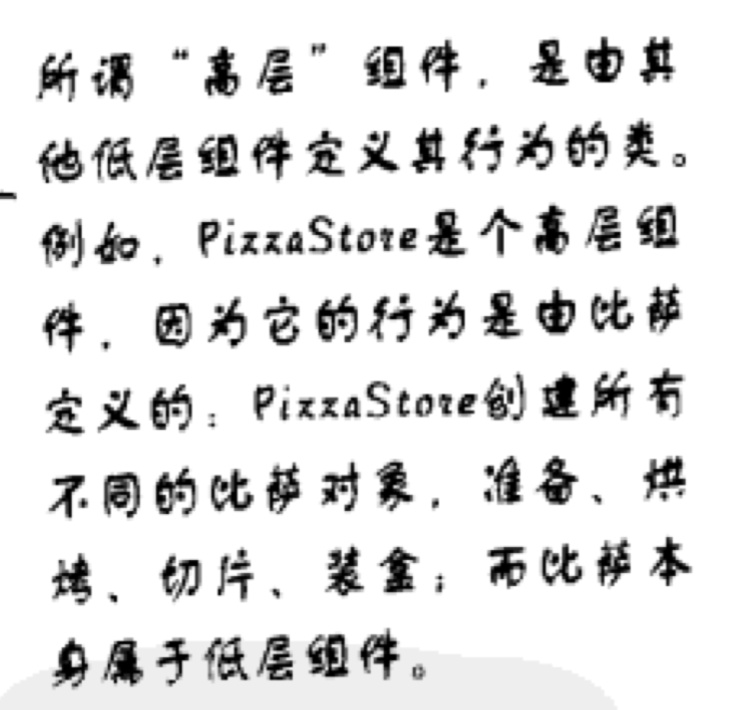 所谓“高层”组件，是由其
他低层组件定义其行为的类。
例如，PizzaStore是个高层组
件，因为它的行为是由比萨
定义的：PizzaStore创建所有
不同的比萨对象，准备、烘
烤、切片、装盒；而比萨本
身属于低层组件。